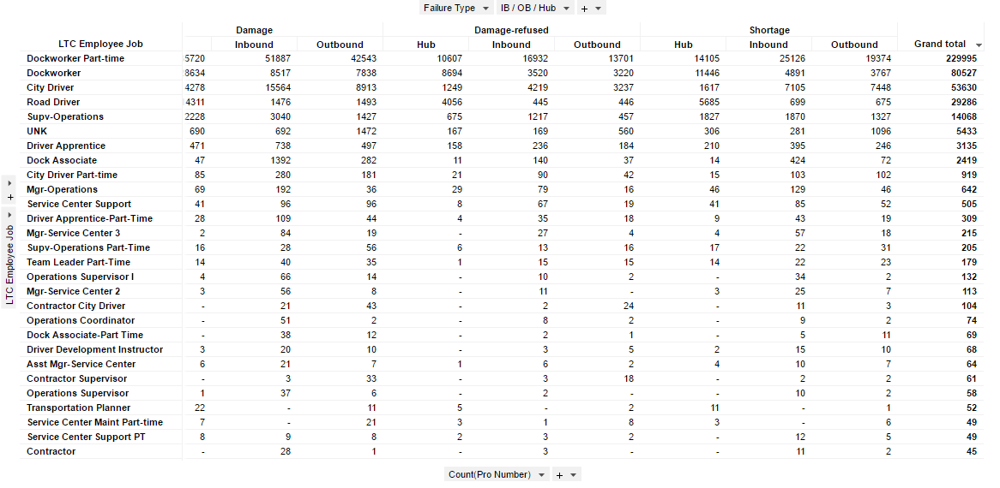 Failure Type IB / OB / Hub +
Damage Damage-refused Shortage
LTC Employee Job Inbound Outbound Hub Inbound Outbound Hub Inbound Outbound Grand total
Dockworker Part-time 5720 51887 42543 10607 16932 13701 14105 25126 19374 229995
Dockworker 8634 8517 7838 8694 3520 3220 11446 4891 3767 80527
City Driver 4278 15564 8913 1249 4219 3237 1617 7105 7448 53630
Road Driver 4311 1476 1493 4056 445 446 5685 699 675 29286
Supv-Operations 2228 3040 1427 675 1217 457 1827 1870 1327 14068
UNK 690 692 1472 167 169 560 306 281 1096 5433
Driver Apprentice 471 738 497 158 236 184 210 395 246 3135
Dock Associate 47 1392 282 11 140 37 14 424 72 2419
City Driver Part-time 85 280 181 21 90 42 15 103 102 919
Mgr-Operations 69 192 36 29 79 16 46 129 46 642
Service Center Support 41 96 96 8 67 19 41 85 52 505
Driver Apprentice-Part-Time 28 109 44 4 35 18 9 43 19 309
Mgr-Service Center 3 2 84 19 - 27 4 4 57 18 215
Supv-Operations Part-Time 16 28 56 6 13 16 17 22 31 205
Team Leader Part-Time 14 40 35 1 15 15 14 22 23 179
Operations Supervisor I 4 66 14 - 10 2 - 34 2 132
Mgr-Service Center 2 3 56 8 - 11 - 3 25 7 113
Contractor City Driver - 21 43 - 2 24 - 11 3 104
Operations Coordinator - 51 2 - 8 2 - 9 2 74
Dock Associate-Part Time - 38 12 - 2 1 - 5 11 69
Driver Development Instructor 3 20 10 - 3 5 2 15 10 68
Asst Mgr-Service Center 6 21 7 1 6 2 4 10 7 64
Contractor Supervisor - 3 33 - 3 18 - 2 2 61
Operations Supervisor 1 37 6 - 2 - - 10 2 58
Transportation Planner 22 - 11 5 - 2 11 - 1 52
Service Center Maint Part-time 7 - 21 3 1 8 3 - 6 49
Service Center Support PT 8 9 8 2 3 2 - 12 5 49
Contractor - 28 1 - 3 - - 11 2 45
+
LTC Employee Job
Count(Pro Number) +